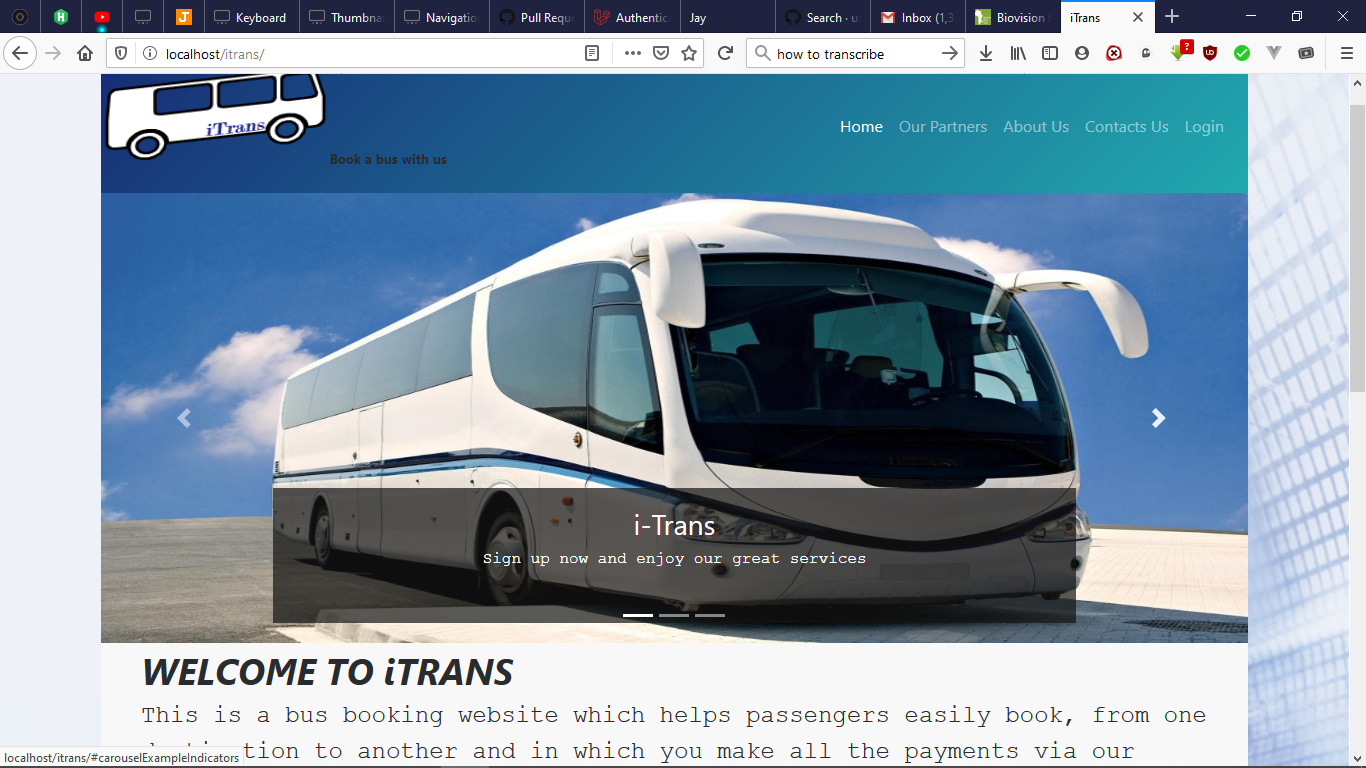 Keyboard
Thumbna
Navigatio
Pull Requ
Authentic
Jay
Search · u
Inbox (1,3
Biovision
iTrans
localhost/itrans/
how to transcribe
iTrans
Book a bus with us
Home
Our Partners
About Us
Contacts Us
Login
i-Trans
Sign up now and enjoy our great services
WELCOME TO iTRANS
This is a bus booking website which helps passengers easily book, from one
to another and in which you make all the payments via our
localhost/itrans/#carouselExampleIndicators